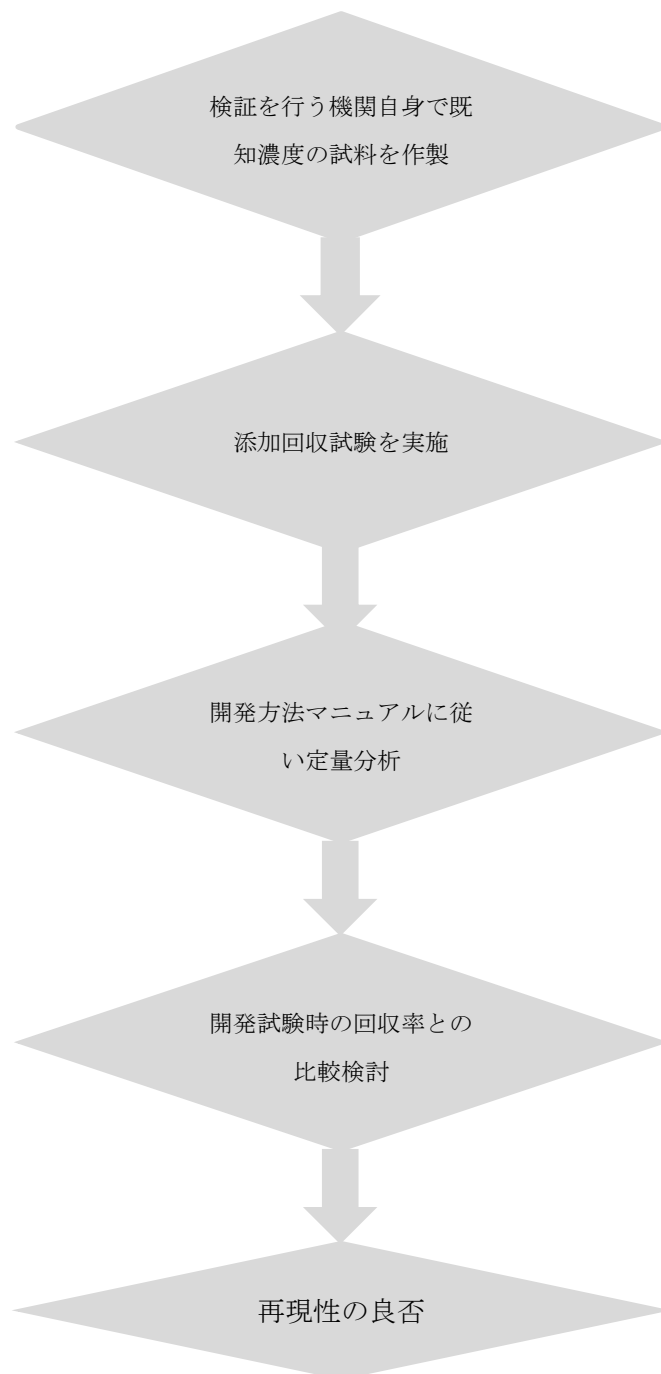 検証を行う機関自身で既
知濃度の試料を作製
添加回収試験を実施
開発方法マニュアルに従
い定量分析
開発試験時の回収率との
比較検討
再現性の良否